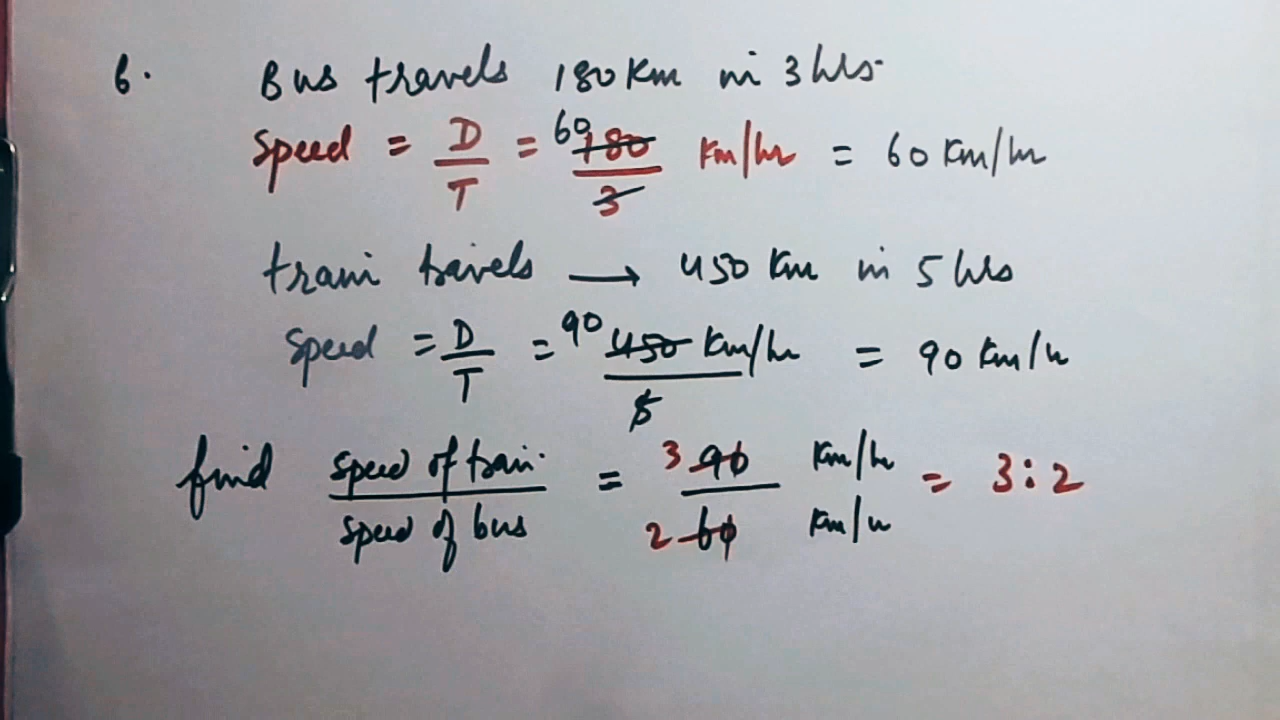 6. Bus travels 180 Km in 3 hrs.
Speed = D/T = 60 180/3 Km/hr = 60 Km/hr
train travels → 450 Km in 5 hrs
Speed = D/T = 90 450 Km/hr/5 = 90 Km/h
find speed of train./speed of bus = 3 90 Km/hr/2 60 Km/h = 3:2